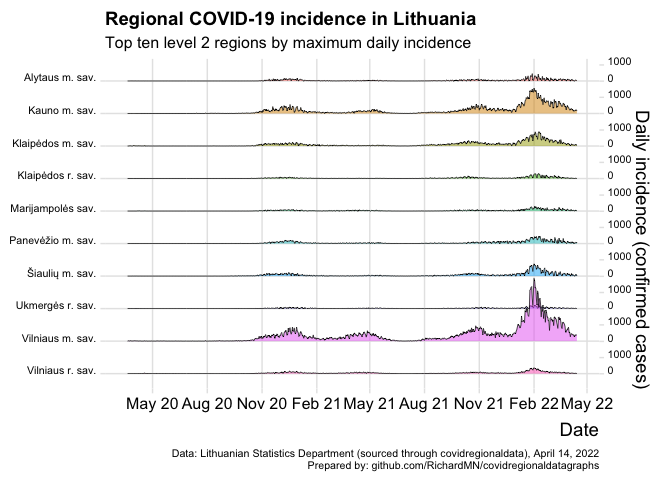 Regional COVID-19 incidence in Lithuania
Top ten level 2 regions by maximum daily incidence
Alytaus m. sav.
1000
0
Kauno m. sav.
1000
0
Klaipėdos m. sav.
1000
0
Klaipėdos r. sav.
1000
0
Marijampolės sav.
1000
0
Panevėžio m. sav.
1000
0
Šiaulių m. sav.
1000
0
Ukmergės r. sav.
1000
0
Vilniaus m. sav.
1000
0
Vilniaus r. sav.
1000
0
Daily incidence (confirmed cases)
May 20 Aug 20 Nov 20 Feb 21 May 21 Aug 21 Nov 21 Feb 22 May 22
Date
Data: Lithuanian Statistics Department (sourced through covidregionaldata), April 14, 2022
Prepared by: github.com/RichardMN/covidregionaldatagraphs